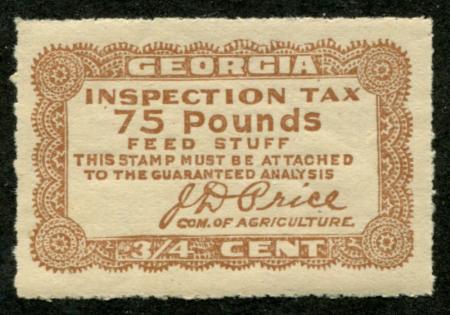 GEORGIA
INSPECTION TAX
75 Pounds
FEED STUFF
THIS STAMP MUST BE ATTACHED
TO THE GUARANTEED ANALYSIS
J D Price
COM. OF AGRICULTURE.
3/4 CENT